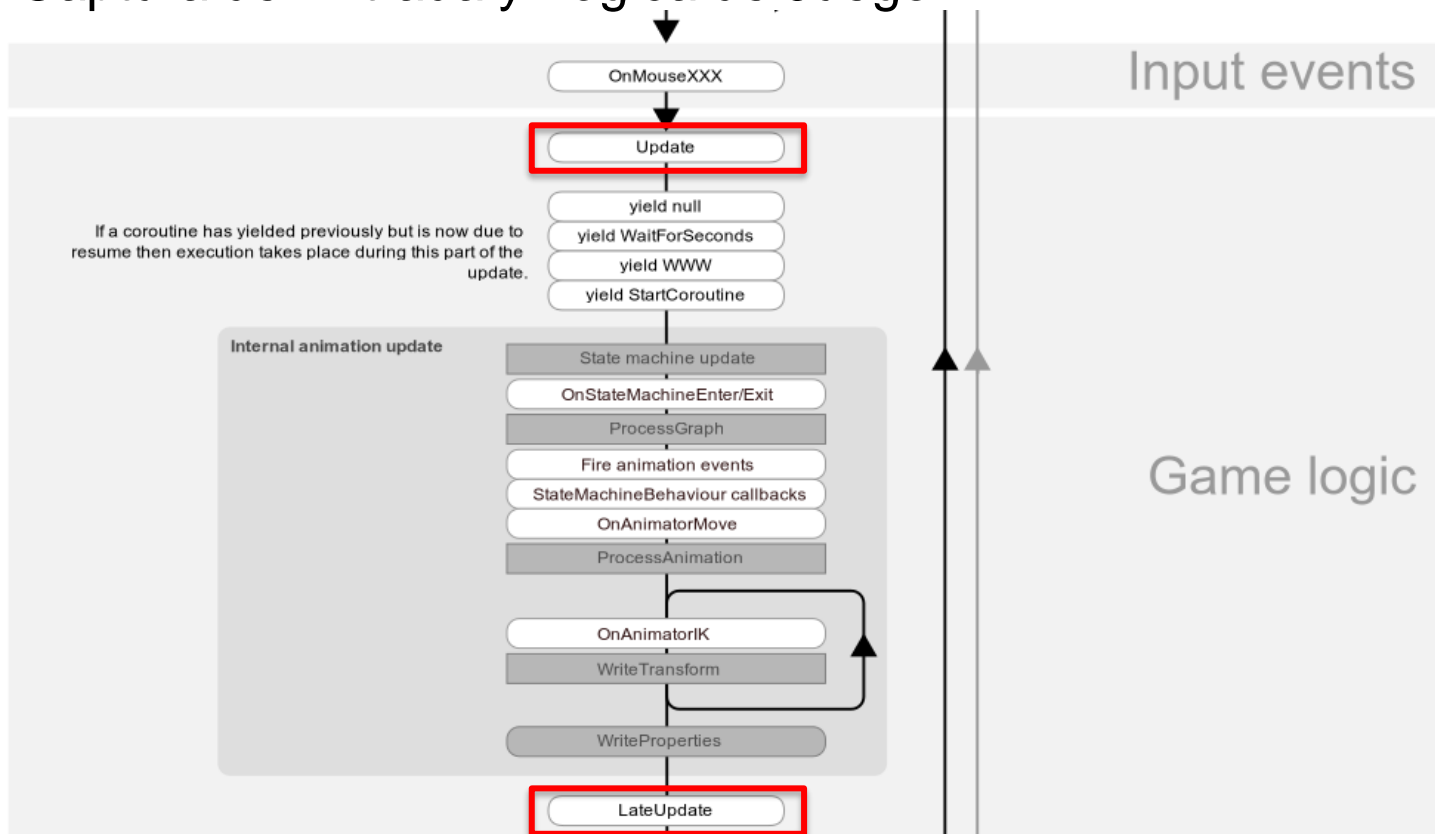 OnMouseXXX
Input events
Update
yield null
If a coroutine has yielded previously but is now due to
resume then execution takes place during this part of the
update.
yield WaitForSeconds
yield WWW
yield StartCoroutine
Internal animation update
State machine update
OnStateMachineEnter/Exit
ProcessGraph
Fire animation events
StateMachineBehaviour callbacks
OnAnimatorMove
ProcessAnimation
Game logic
OnAnimatorIK
WriteTransform
WriteProperties
LateUpdate